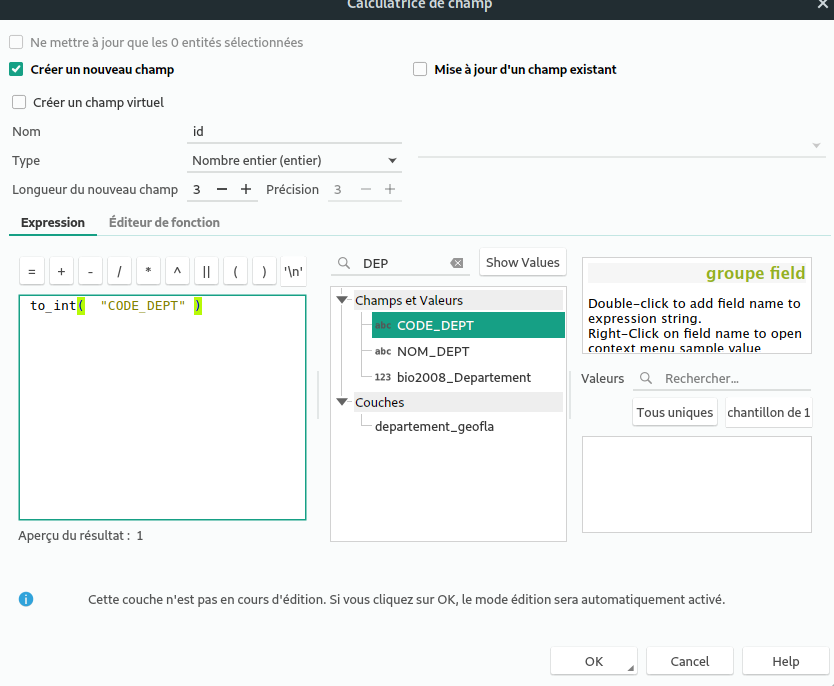 Calculatrice de champ
Ne mettre à jour que les 0 entités sélectionnées
Créer un nouveau champ
Mise à jour d'un champ existant
Créer un champ virtuel
Nom id
Type Nombre entier (entier)
Longueur du nouveau champ 3 − + Précision 3 − +
Expression Éditeur de fonction
= + - / * ^ || ( ) '\n'
DEP
Show Values
to_int( "CODE_DEPT" )
Champs et Valeurs
abc CODE_DEPT
abc NOM_DEPT
123 bio2008_Departement
Couches
departement_geofla
groupe field
Double-click to add field name to
expression string.
Right-Click on field name to open
context menu sample value
Valeurs Rechercher...
Tous uniques chantillon de 1
Aperçu du résultat : 1
Cette couche n'est pas en cours d'édition. Si vous cliquez sur OK, le mode édition sera automatiquement activé.
OK Cancel Help